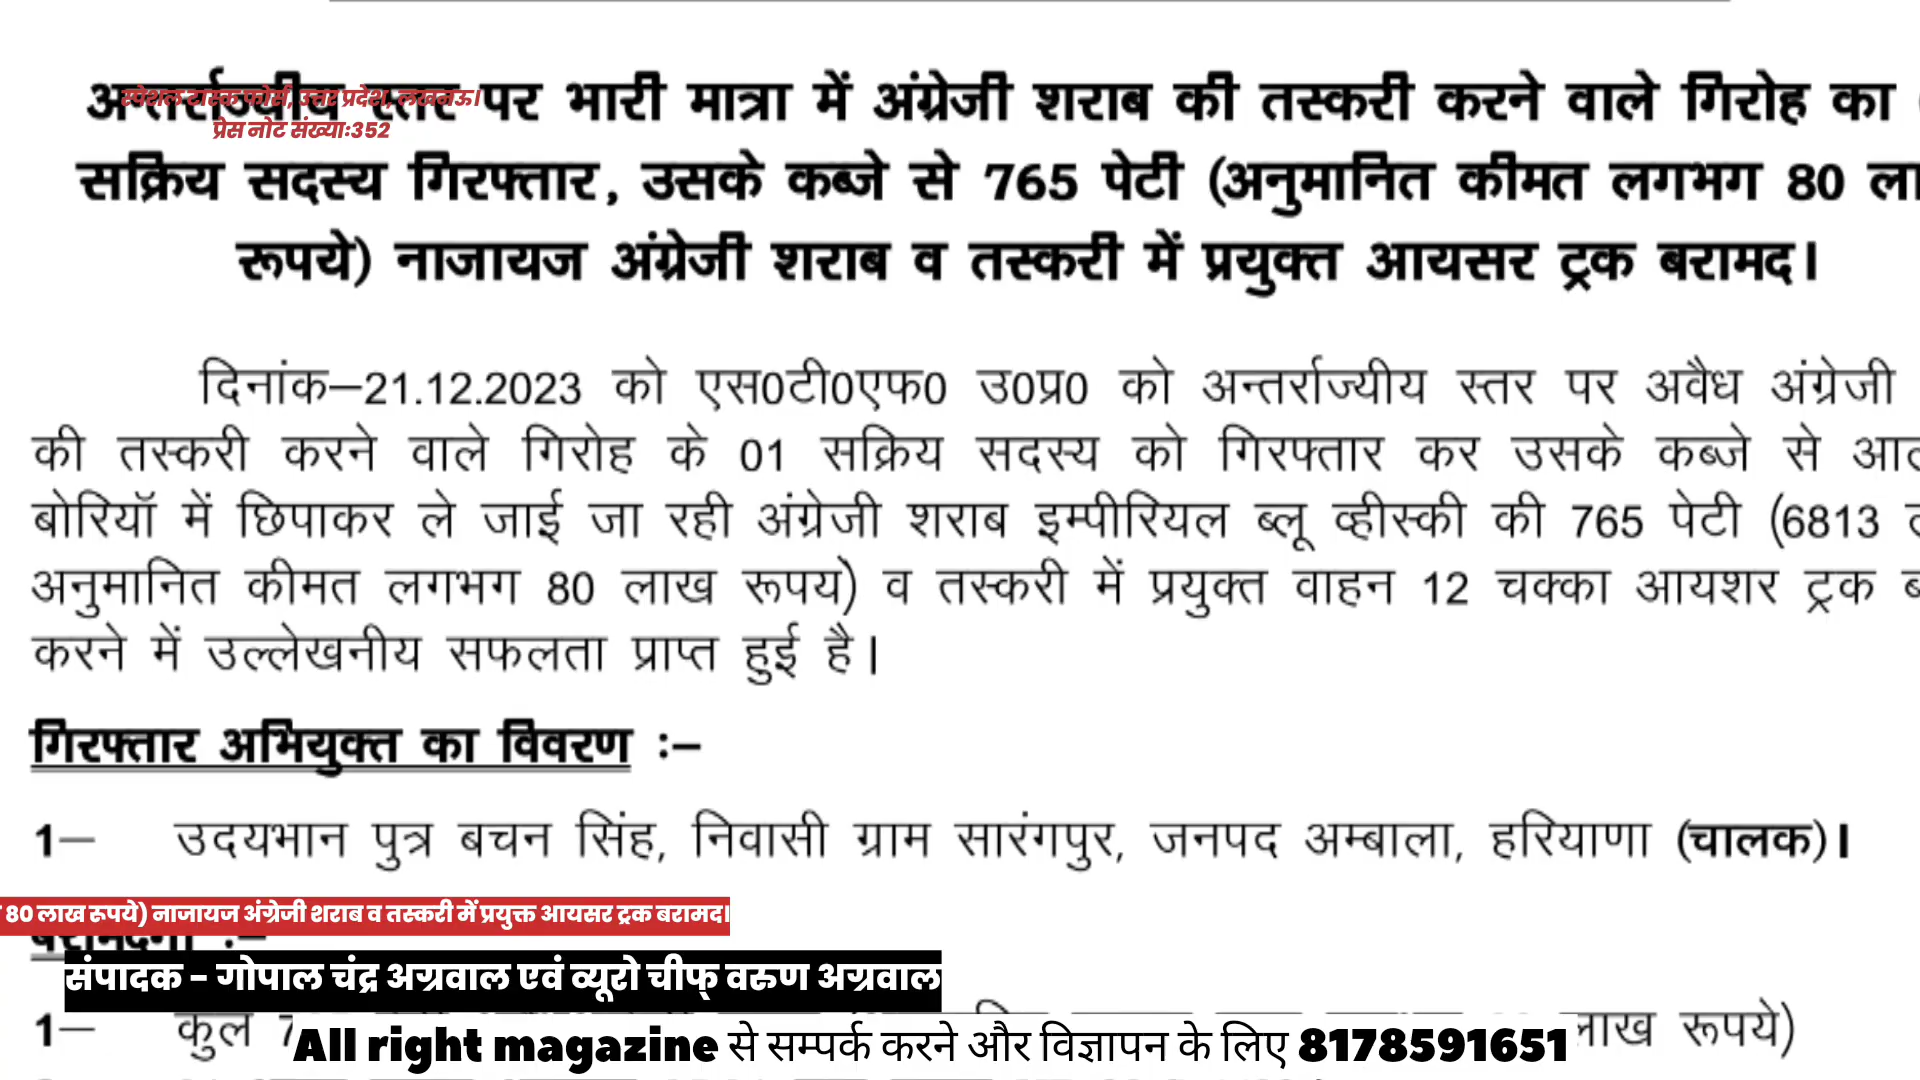 अन्तर्राज्यीय स्तर पर भारी मात्रा में अंग्रेजी शराब की तस्करी करने वाले गिरोह का
स्पेशल टास्क फोर्स, उत्तर प्रदेश, लखनऊ।
प्रेस नोट संख्याः352
सक्रिय सदस्य गिरफ्तार, उसके कब्जे से 765 पेटी (अनुमानित कीमत लगभग 80
रूपये) नाजायज अंग्रेजी शराब व तस्करी में प्रयुक्त आयसर ट्रक बरामद।
दिनांक–21.12.2023 को एस0टी0एफ0 उ0प्र0 को अन्तर्राज्यीय स्तर पर अवैध अंग्रेजी
की तस्करी करने वाले गिरोह के 01 सक्रिय सदस्य को गिरफ्तार कर उसके कब्जे से
बोरियॉ में छिपाकर ले जाई जा रही अंग्रेजी शराब इम्पीरियल ब्लू व्हीस्की की 765 पेटी (6813
अनुमानित कीमत लगभग 80 लाख रूपय) व तस्करी में प्रयुक्त वाहन 12 चक्का आयशर ट्रक
करने में उल्लेखनीय सफलता प्राप्त हुई है।
गिरफ्तार अभियुक्त का विवरण :–
1– उदयभान पुत्र बचन सिंह, निवासी ग्राम सारंगपुर, जनपद अम्बाला, हरियाणा (चालक)।
80 लाख रूपये) नाजायज अंग्रेजी शराब व तस्करी में प्रयुक्त आयसर ट्रक बरामद।
संपादक - गोपाल चंद्र अग्रवाल एवं व्यूरो चीफ् वरुण अग्रवाल
1– कुल लाख रूपये)
All right magazine से सम्पर्क करने और विज्ञापन के लिए 8178591651